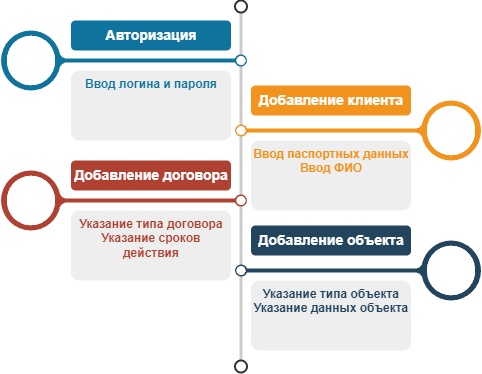 Авторизация
Ввод логина и пароля
Добавление клиента
Ввод паспортных данных
Ввод ФИО
Добавление договора
Указание типа договора
Указание сроков
действия
Добавление объекта
Указание типа объекта
Указание данных объекта